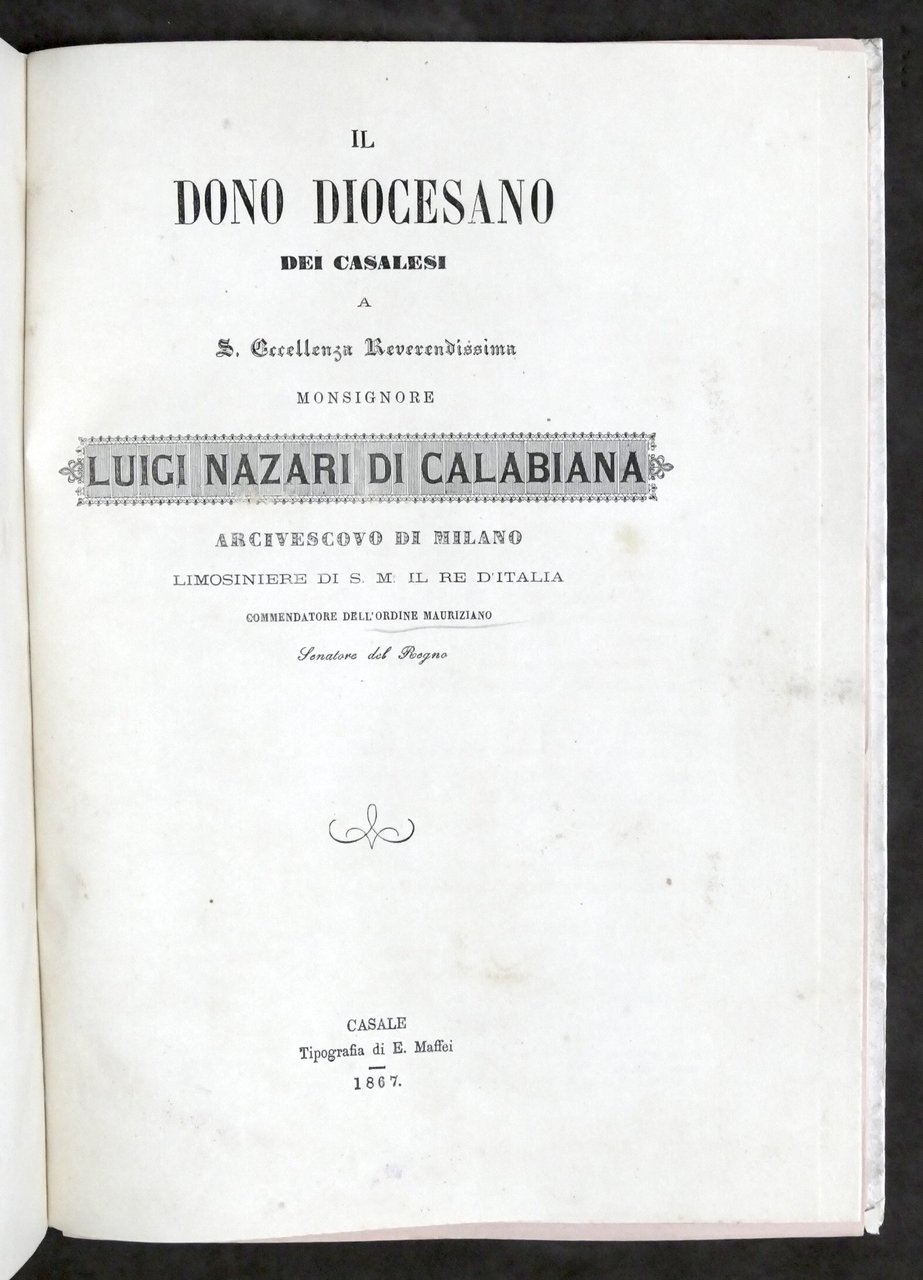 IL
DONO DIOCESANO
DEI CASALESI
A
S. Eccellenza Reverendissima
MONSIGNORE
LUIGI NAZARI DI CALABIANA
ARCIVESCOVO DI MILANO
LIMOSINIERE DI S. M. IL RE D'ITALIA
COMMENDATORE DELL'ORDINE MAURIZIANO
Senatore del Regno
CASALE
Tipografia di E. Maffei
1867.